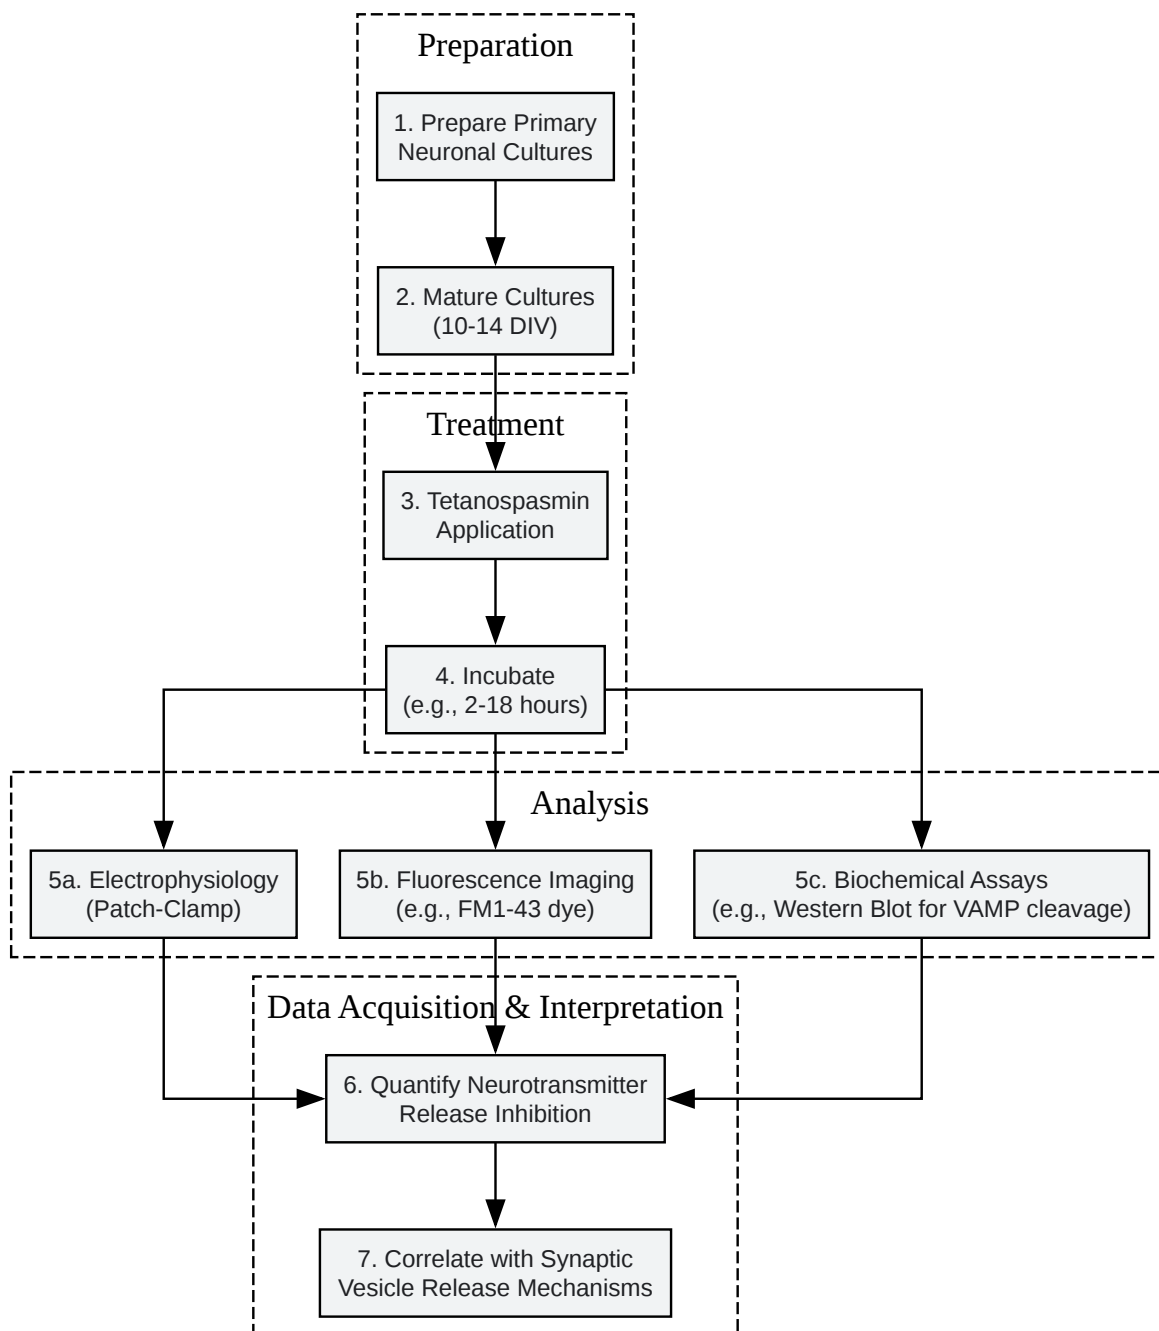 Preparation
1. Prepare Primary
Neuronal Cultures
2. Mature Cultures
(10-14 DIV)
Treatment
3. Tetanospasmin
Application
4. Incubate
(e.g., 2-18 hours)
Analysis
5a. Electrophysiology
(Patch-Clamp)
5b. Fluorescence Imaging
(e.g., FM1-43 dye)
5c. Biochemical Assays
(e.g., Western Blot for VAMP cleavage)
Data Acquisition & Interpretation
6. Quantify Neurotransmitter
Release Inhibition
7. Correlate with Synaptic
Vesicle Release Mechanisms